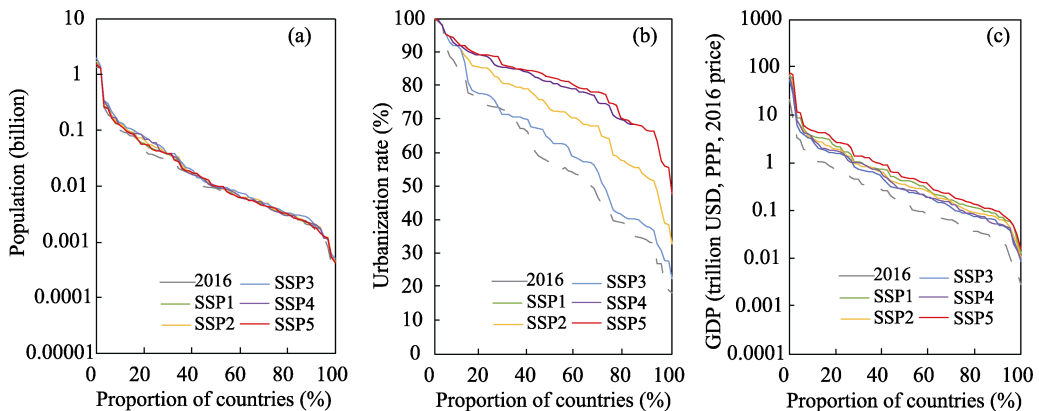 (a)
Population (billion)
10
1
0.1
0.01
0.001
0.0001
0.00001
2016
SSP1
SSP2
SSP3
SSP4
SSP5
0 20 40 60 80 100
Proportion of countries (%)
(b)
Urbanization rate (%)
100
90
80
70
60
50
40
30
20
10
0
2016
SSP1
SSP2
SSP3
SSP4
SSP5
0 20 40 60 80 100
Proportion of countries (%)
(c)
GDP (trillion USD, PPP, 2016 price)
1000
100
10
1
0.1
0.01
0.001
0.0001
2016
SSP1
SSP2
SSP3
SSP4
SSP5
0 20 40 60 80 100
Proportion of countries (%)